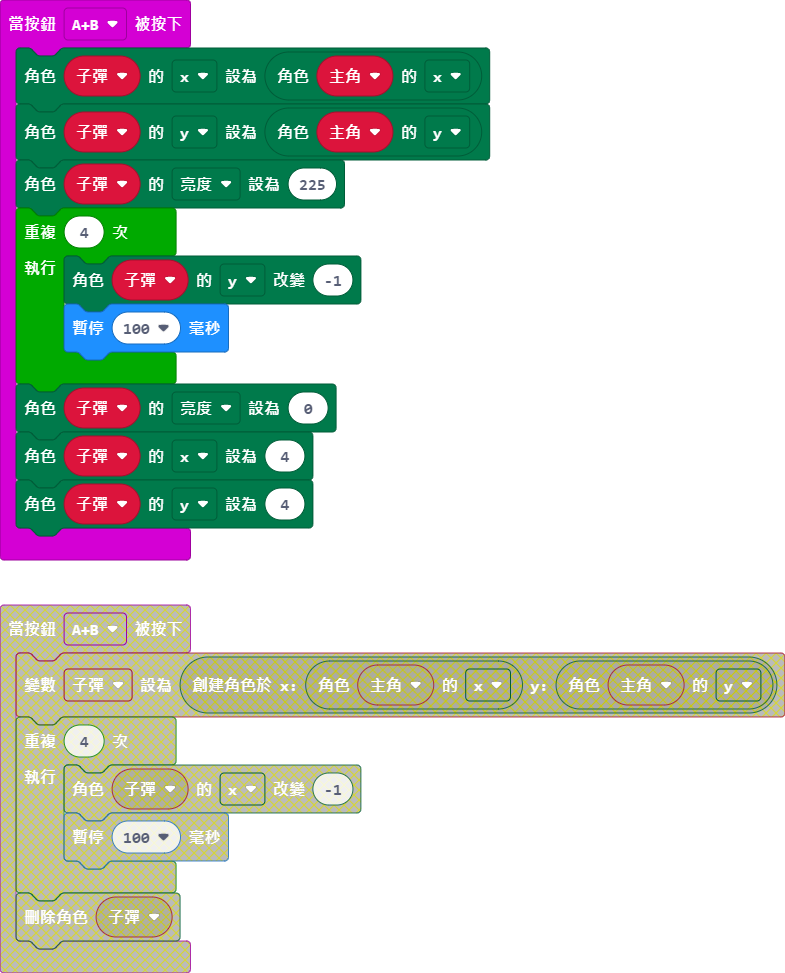 當按鈕 A+B 被按下
角色 子彈 的 x 設為 角色 主角 的 x
角色 子彈 的 y 設為 角色 主角 的 y
角色 子彈 的 亮度 設為 225
重複 4 次
執行 角色 子彈 的 y 改變 -1
暫停 100 毫秒
角色 子彈 的 亮度 設為 0
角色 子彈 的 x 設為 4
角色 子彈 的 y 設為 4
當按鈕 A+B 被按下
變數 子彈 設為 創建角色於 x: 角色 主角 的 x y: 角色 主角 的 y
重複 4 次
執行 角色 子彈 的 x 改變 -1
暫停 100 毫秒
刪除角色 子彈